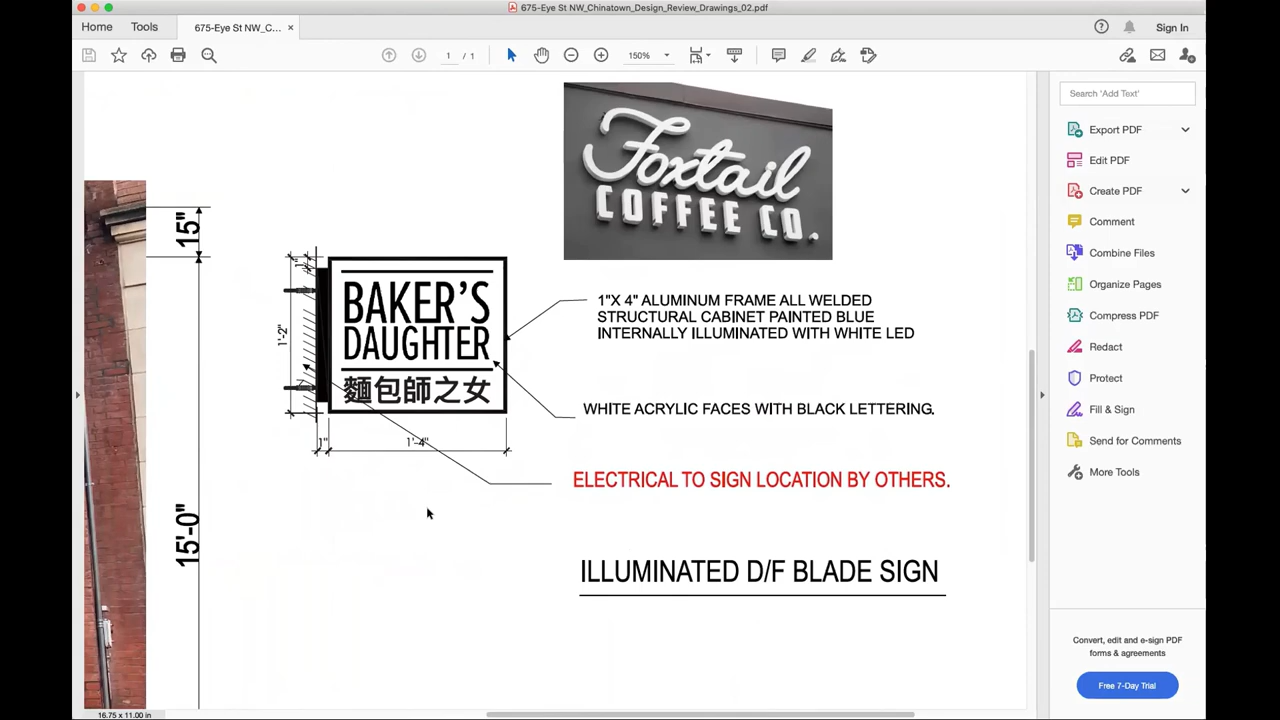 675-Eye St NW_Chinatown_Design_Review_Drawings_02.pdf
Home
Tools
675-Eye St NW_C... ×
Sign In
1 / 1
150%
Foxtail
COFFEE CO.
15"
1"
1'-2"
BAKER'S
DAUGHTER
麵包師之女
1"
1'-4"
15'-0"
1"X 4" ALUMINUM FRAME ALL WELDED
STRUCTURAL CABINET PAINTED BLUE
INTERNALLY ILLUMINATED WITH WHITE LED
WHITE ACRYLIC FACES WITH BLACK LETTERING.
ELECTRICAL TO SIGN LOCATION BY OTHERS.
ILLUMINATED D/F BLADE SIGN
16.75 x 11.00 in
Search 'Add Text'
Export PDF
Edit PDF
Create PDF
Comment
Combine Files
Organize Pages
Compress PDF
Redact
Protect
Fill & Sign
Send for Comments
More Tools
Convert, edit and e-sign PDF
forms & agreements
Free 7-Day Trial